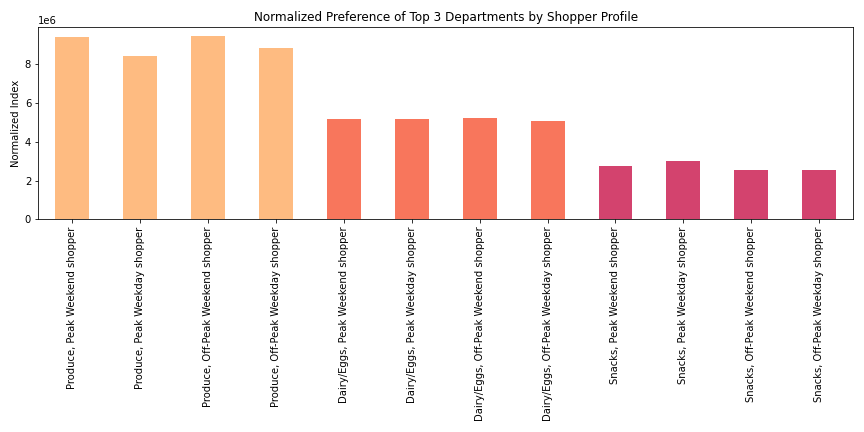 Normalized Preference of Top 3 Departments by Shopper Profile
1e6
Normalized Index
8
6
4
2
0
Produce, Peak Weekend shopper
Produce, Peak Weekday shopper
Produce, Off-Peak Weekend shopper
Produce, Off-Peak Weekday shopper
Dairy/Eggs, Peak Weekend shopper
Dairy/Eggs, Peak Weekday shopper
Dairy/Eggs, Off-Peak Weekend shopper
Dairy/Eggs, Off-Peak Weekday shopper
Snacks, Peak Weekend shopper
Snacks, Peak Weekday shopper
Snacks, Off-Peak Weekend shopper
Snacks, Off-Peak Weekday shopper